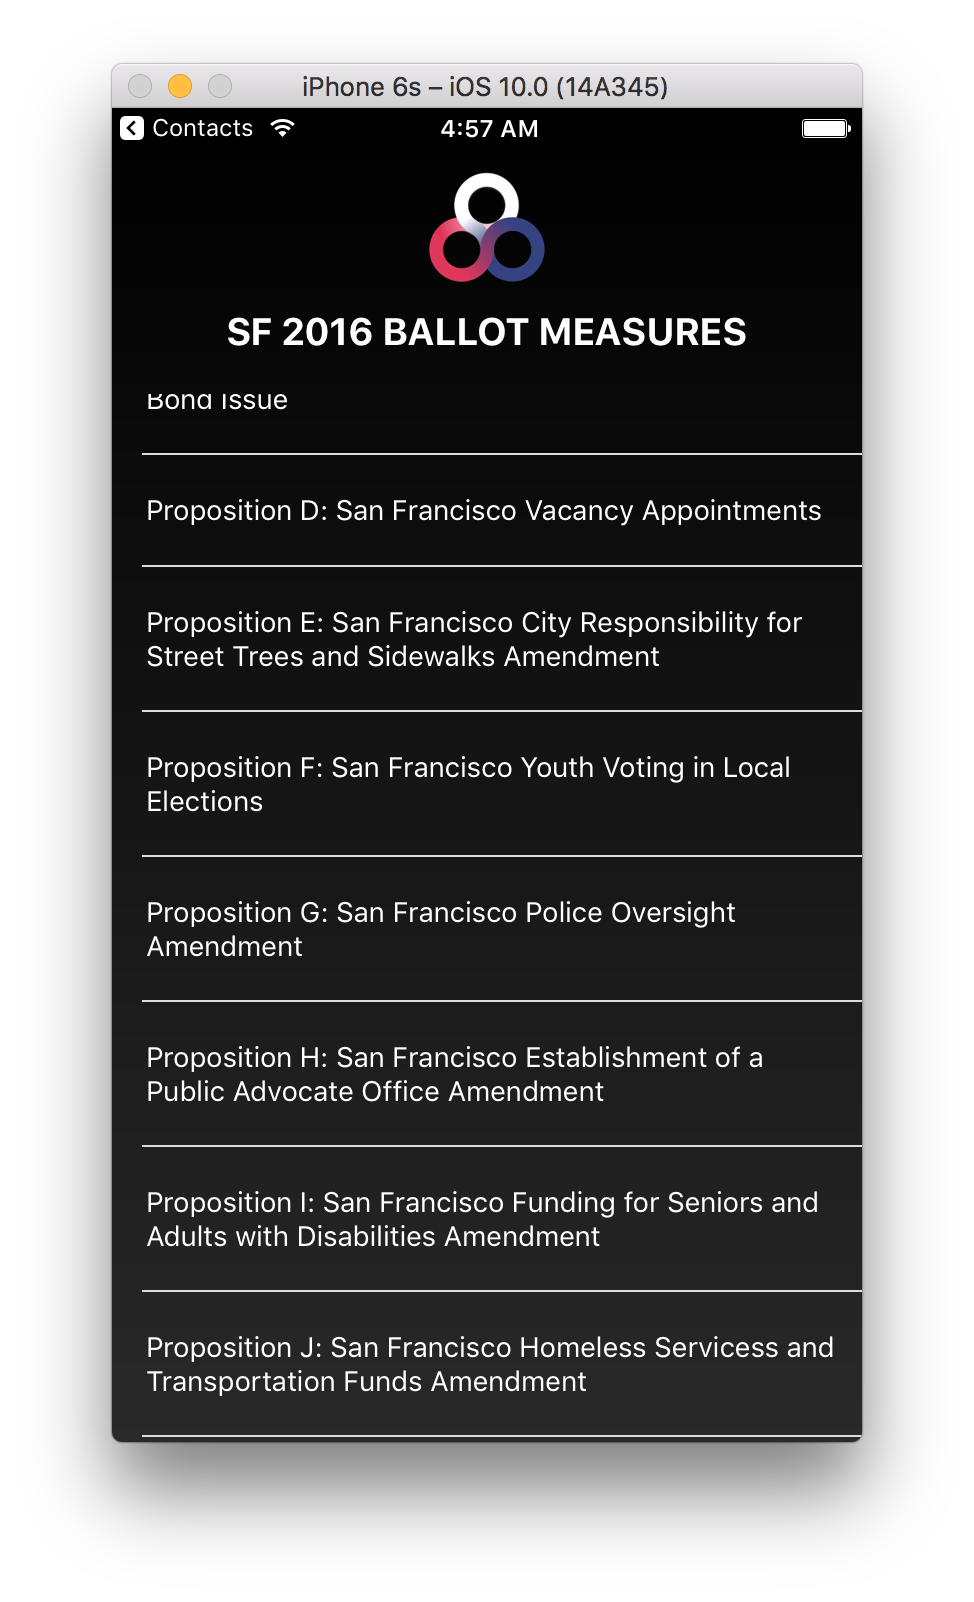 iPhone 6s – iOS 10.0 (14A345)
Contacts 4:57 AM
SF 2016 BALLOT MEASURES
Bond Issue
Proposition D: San Francisco Vacancy Appointments
Proposition E: San Francisco City Responsibility for
Street Trees and Sidewalks Amendment
Proposition F: San Francisco Youth Voting in Local
Elections
Proposition G: San Francisco Police Oversight
Amendment
Proposition H: San Francisco Establishment of a
Public Advocate Office Amendment
Proposition I: San Francisco Funding for Seniors and
Adults with Disabilities Amendment
Proposition J: San Francisco Homeless Servicess and
Transportation Funds Amendment